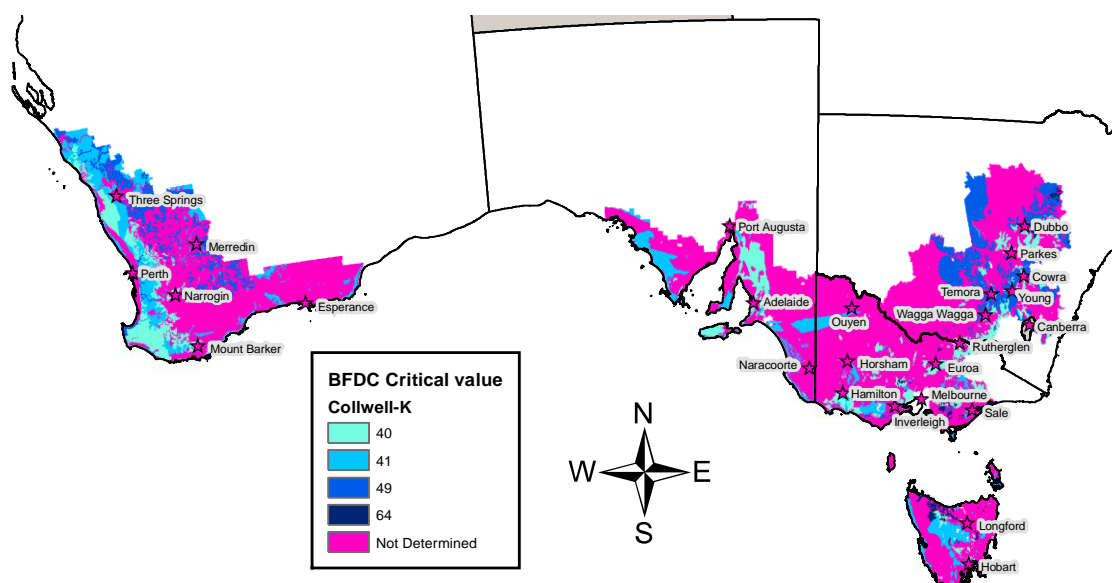 Three Springs
Merredin
Perth
Narrogin
Esperance
Mount Barker
Port Augusta
Adelaide
Ouyen
Naracoorte
Horsham
Hamilton
Inverleigh
Melbourne
Sale
Euroa
Rutherglen
Canberra
Wagga Wagga
Young
Temora
Cowra
Parkes
Dubbo
Longford
Hobart
BFDC Critical value
Collwell-K
40
41
49
64
Not Determined
N
W E
S